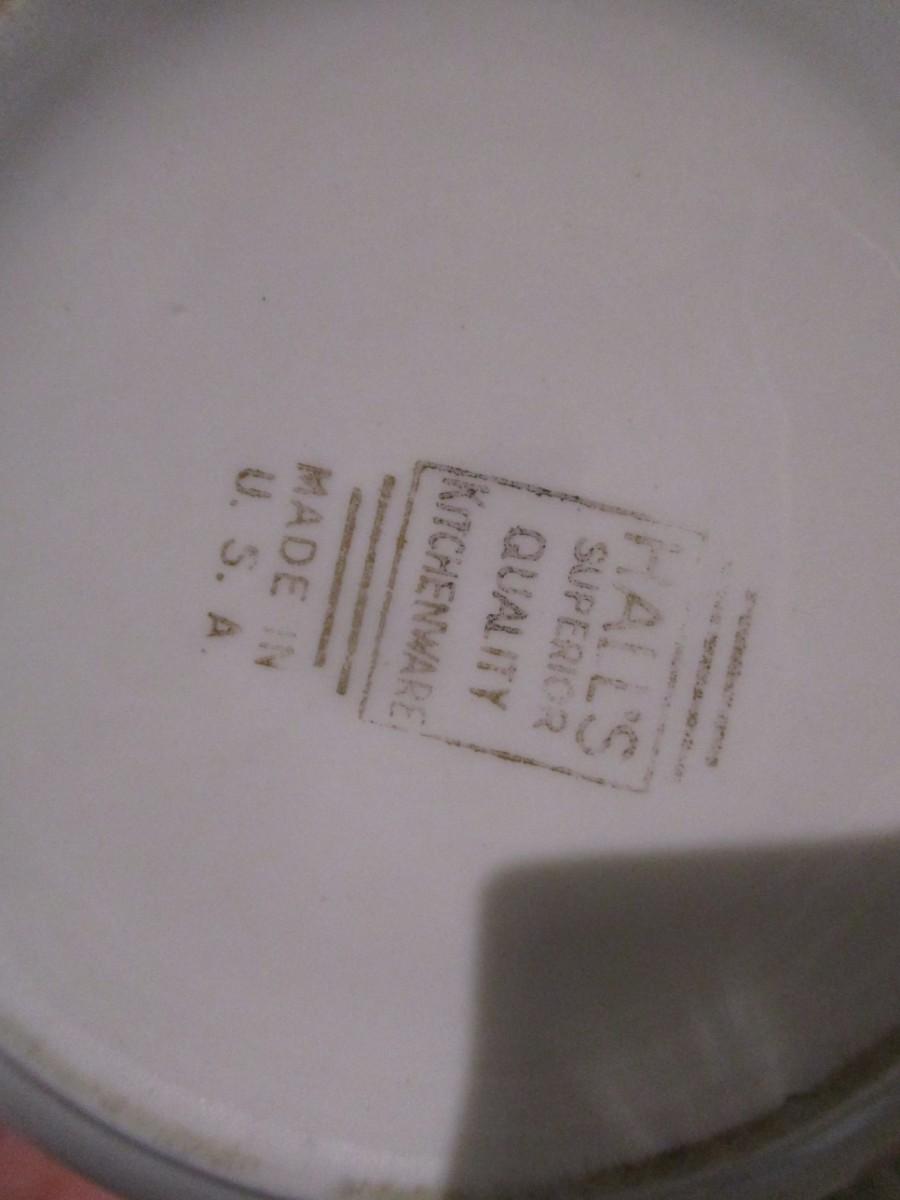 HALL'S
SUPERIOR
QUALITY
KITCHENWARE
MADE IN
U. S. A.